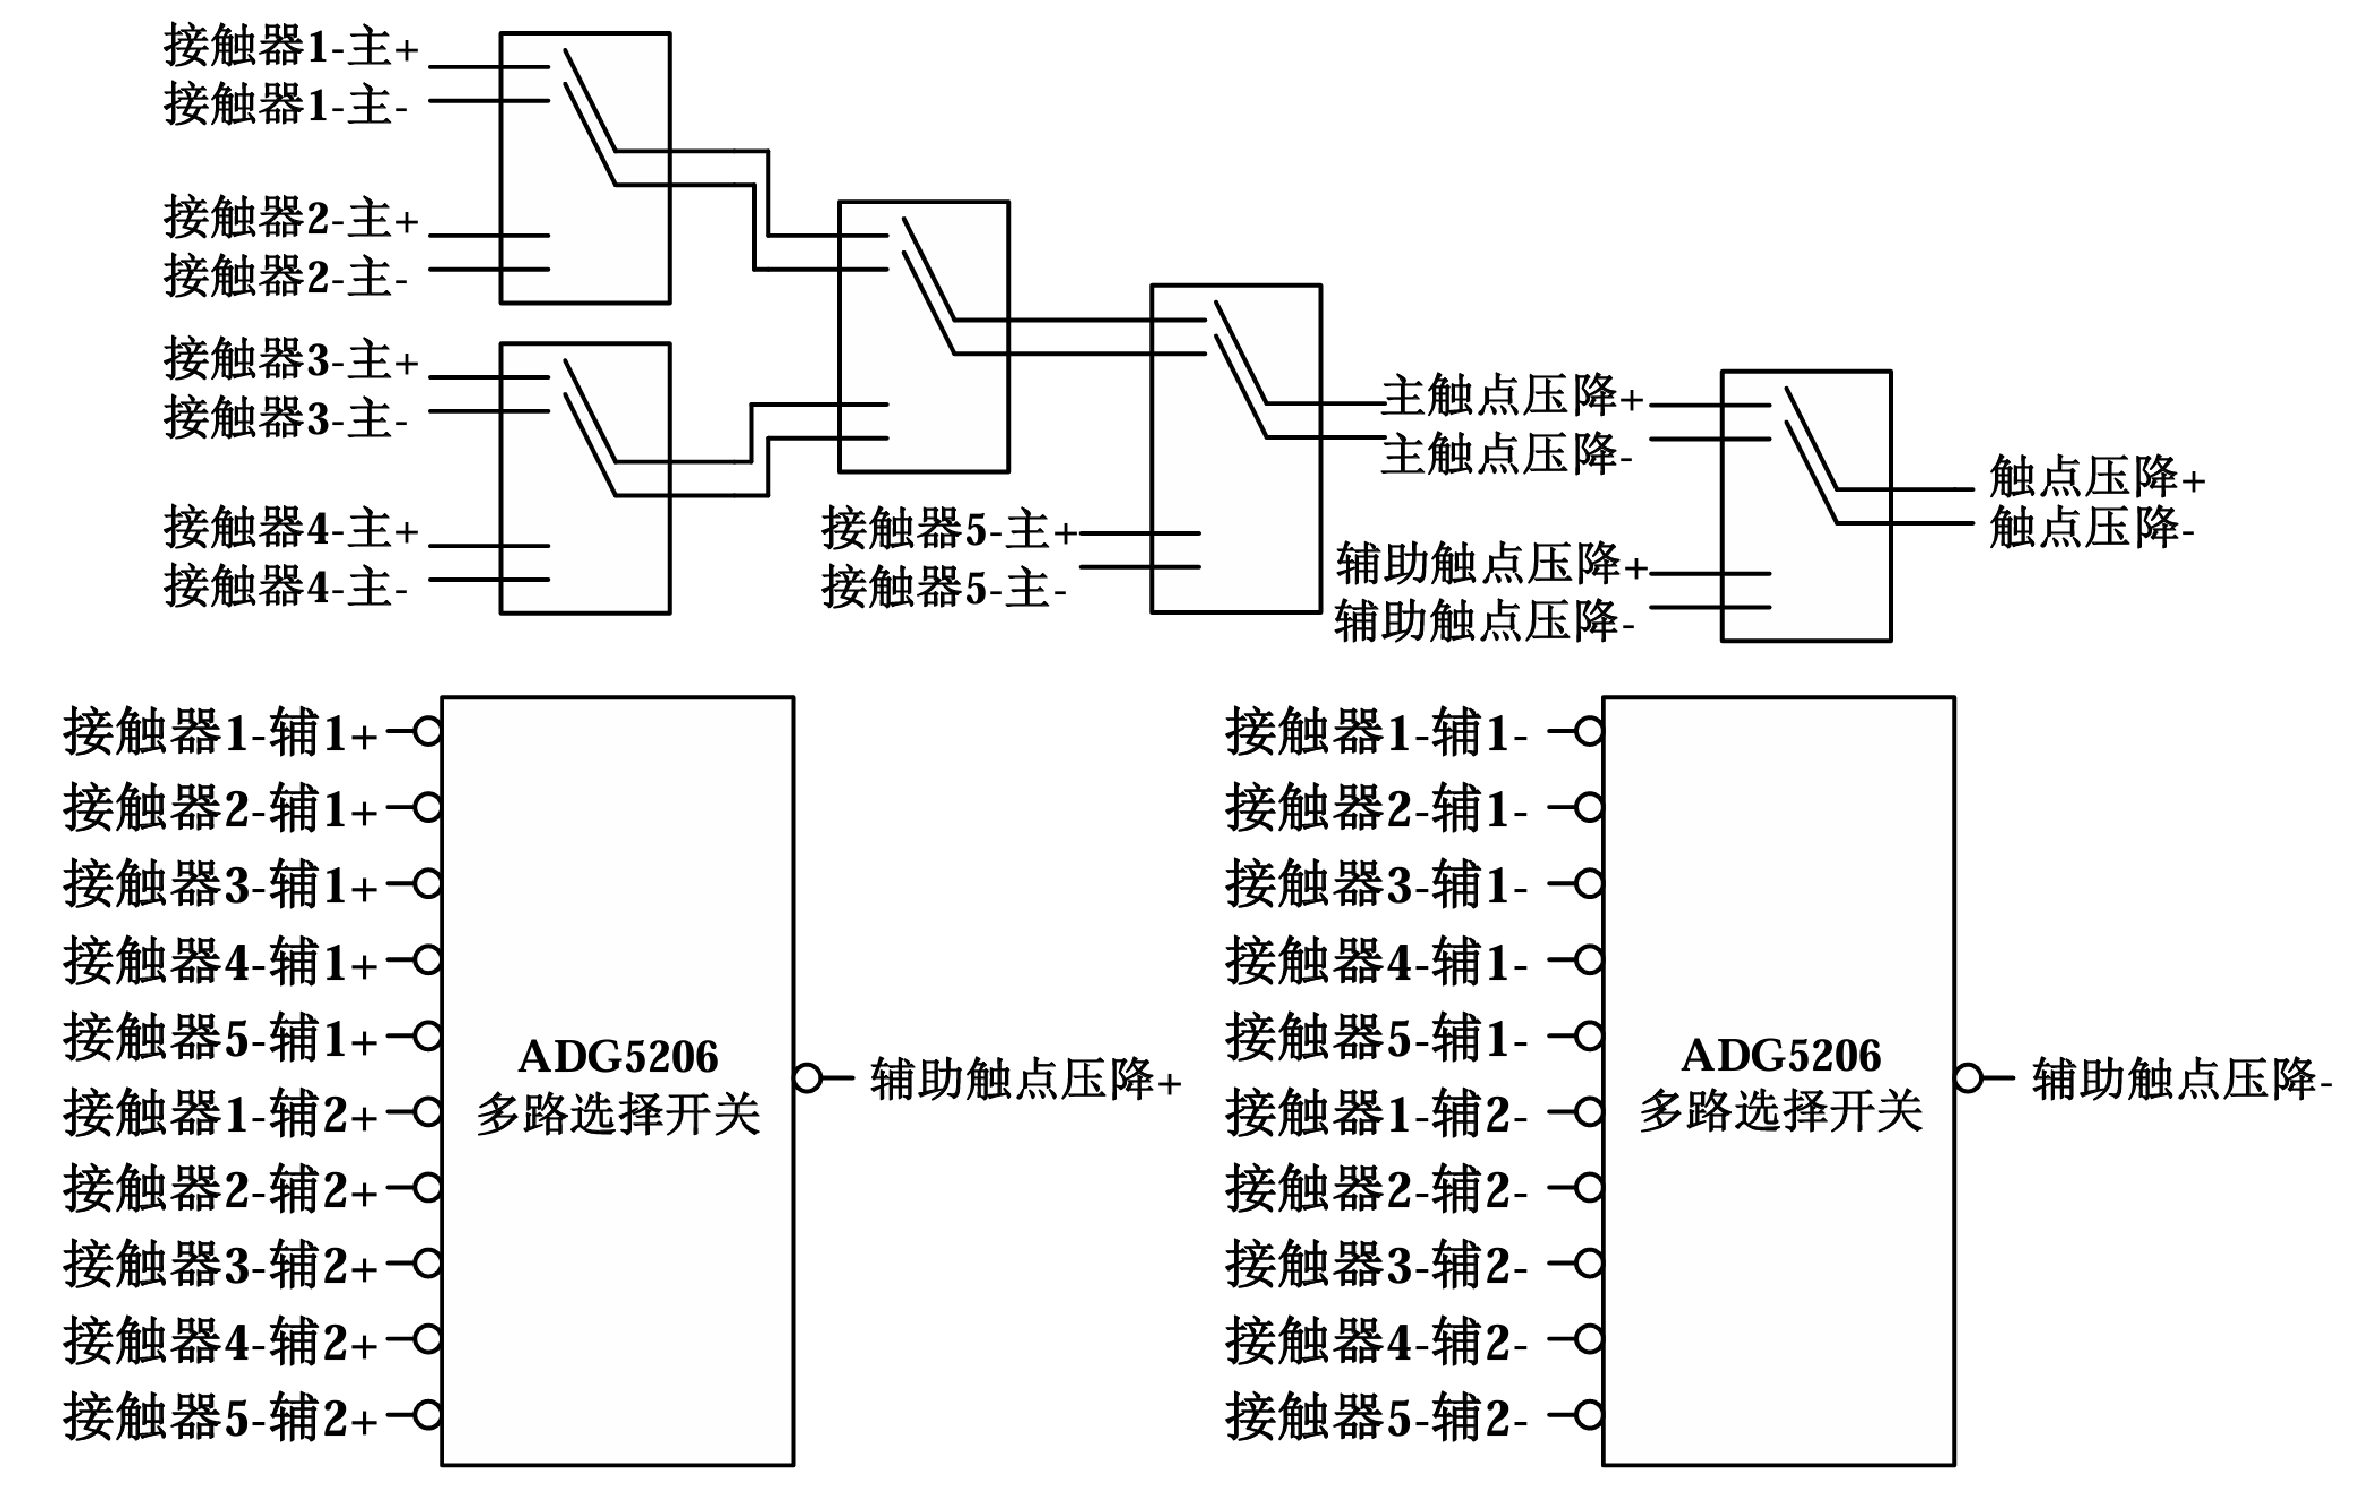 接触器1-主+
接触器1-主-
接触器2-主+
接触器2-主-
接触器3-主+
接触器3-主-
接触器4-主+
接触器4-主-
接触器5-主+
接触器5-主-
主触点压降+
主触点压降-
辅助触点压降+
辅助触点压降-
触点压降+
触点压降-
接触器1-辅1+
接触器2-辅1+
接触器3-辅1+
接触器4-辅1+
接触器5-辅1+
接触器1-辅2+
接触器2-辅2+
接触器3-辅2+
接触器4-辅2+
接触器5-辅2+
ADG5206
多路选择开关
辅助触点压降+
接触器1-辅1-
接触器2-辅1-
接触器3-辅1-
接触器4-辅1-
接触器5-辅1-
接触器1-辅2-
接触器2-辅2-
接触器3-辅2-
接触器4-辅2-
接触器5-辅2-
ADG5206
多路选择开关
辅助触点压降-